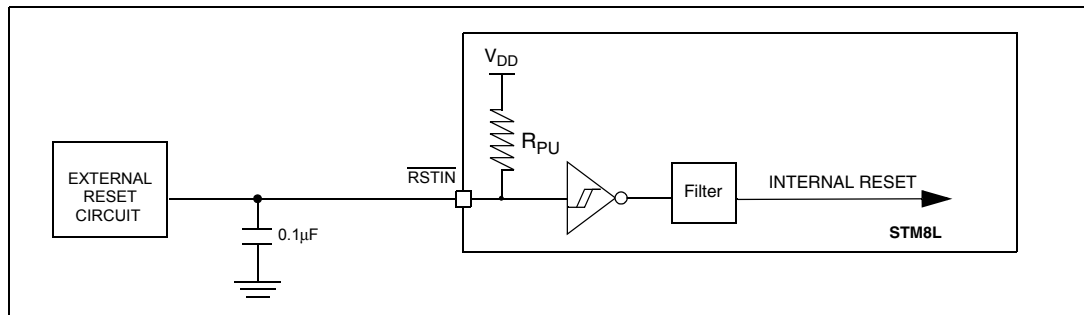 V_DD
R_PU
EXTERNAL
RESET
CIRCUIT
RSTIN
0.1µF
Filter
INTERNAL RESET
STM8L